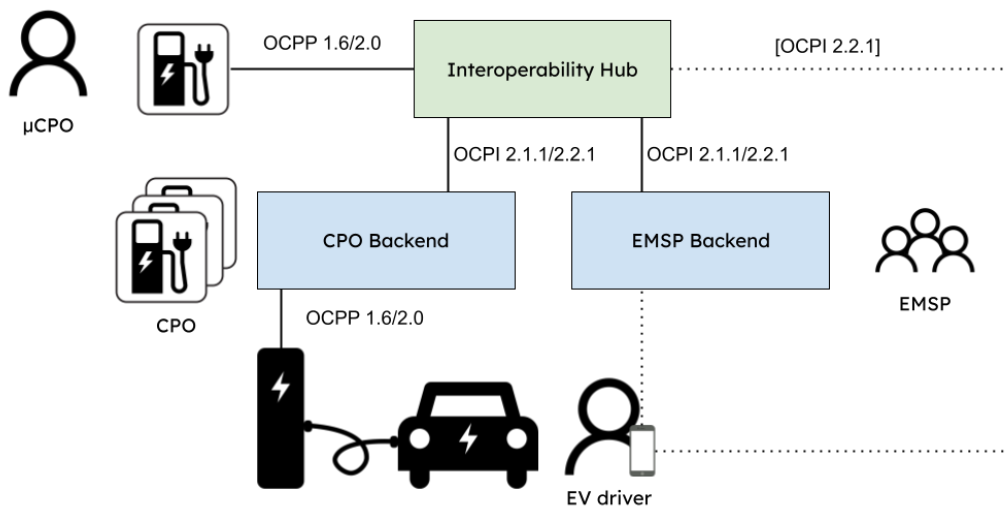 OCPP 1.6/2.0
[OCPI 2.2.1]
Interoperability Hub
µCPO
OCPI 2.1.1/2.2.1
OCPI 2.1.1/2.2.1
CPO Backend
EMSP Backend
CPO
EMSP
OCPP 1.6/2.0
EV driver